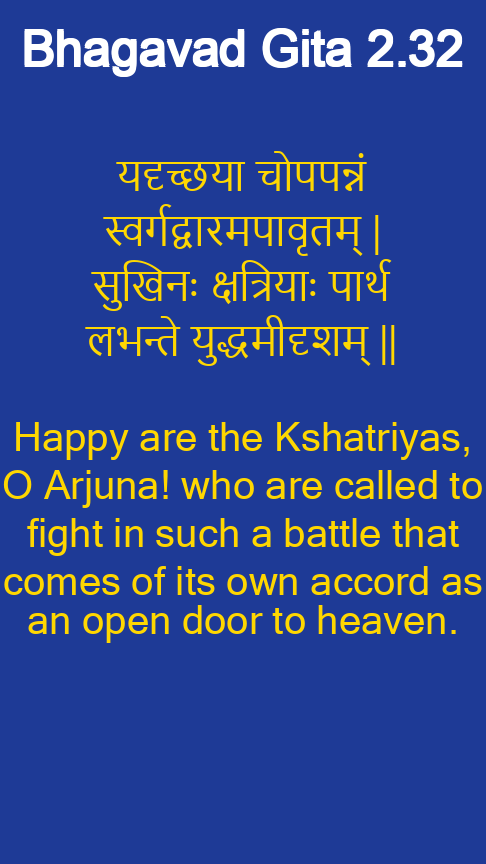 Bhagavad Gita 2.32
यदृच्छया चोपपन्नं
स्वर्गद्वारमपावृतम् |
सुखिनः क्षत्रियाः पार्थ
लभन्ते युद्धमीदृशम् ||
Happy are the Kshatriyas,
O Arjuna! who are called to
fight in such a battle that
comes of its own accord as
an open door to heaven.